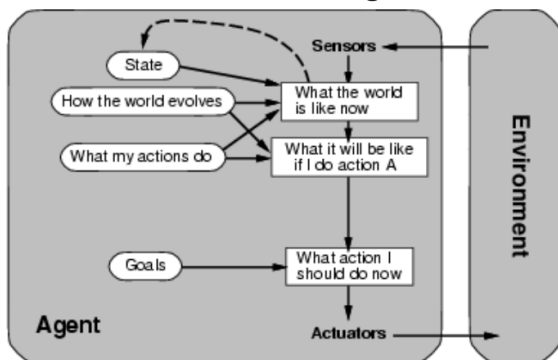 Sensors
State
What the world
is like now
How the world evolves
What it will be like
if I do action A
What my actions do
Environment
What action I
should do now
Goals
Agent
Actuators